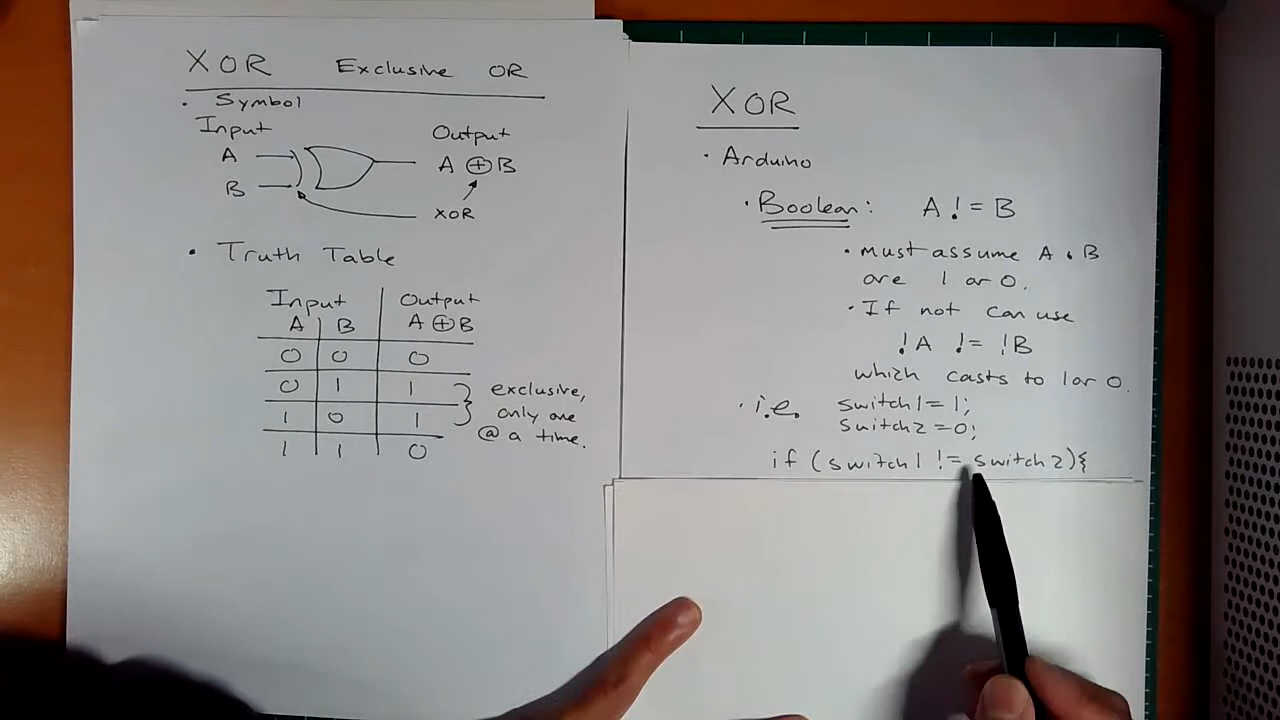 XOR Exclusive OR
• Symbol
Input Output
A A ⊕ B
B
XOR
• Truth Table
Input Output
A B A ⊕ B
0 0 0
0 1 1
1 0 1
1 1 0
exclusive,
only one
@ a time.
XOR
• Arduino
• Boolean: A != B
• must assume A & B
are 1 or 0.
• If not can use
!A != !B
which casts to 1 or 0.
• i.e. switch1 = 1;
switch2 = 0;
if (switch1 != switch2){